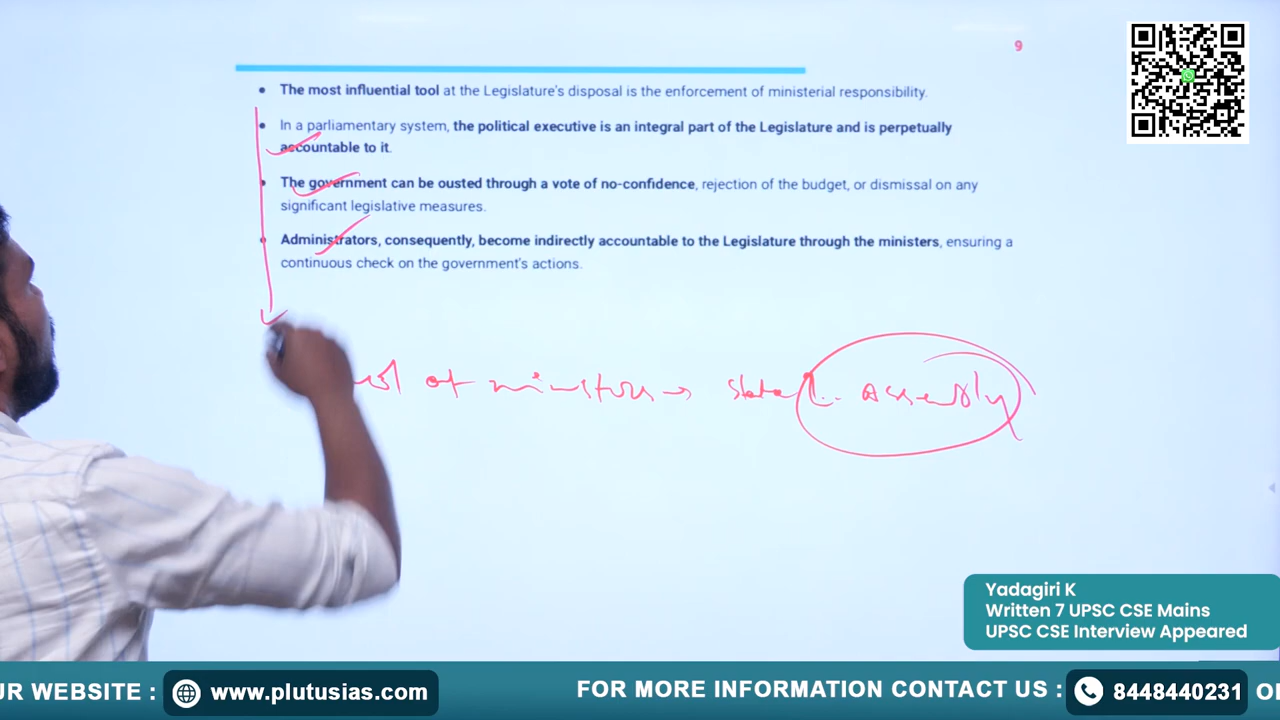 9
• The most influential tool at the Legislature's disposal is the enforcement of ministerial responsibility.
• In a parliamentary system, the political executive is an integral part of the Legislature and is perpetually
accountable to it.
• The government can be ousted through a vote of no-confidence, rejection of the budget, or dismissal on any
significant legislative measures.
• Administrators, consequently, become indirectly accountable to the Legislature through the ministers, ensuring a
continuous check on the government's actions.
of ministers → state L. assembly
Yadagiri K
Written 7 UPSC CSE Mains
UPSC CSE Interview Appeared
UR WEBSITE : www.plutusias.com FOR MORE INFORMATION CONTACT US : 8448440231 O